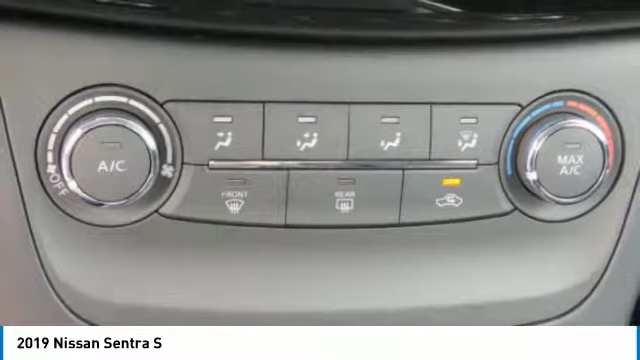 A/C
OFF
FRONT
REAR
MAX
A/C
2019 Nissan Sentra S